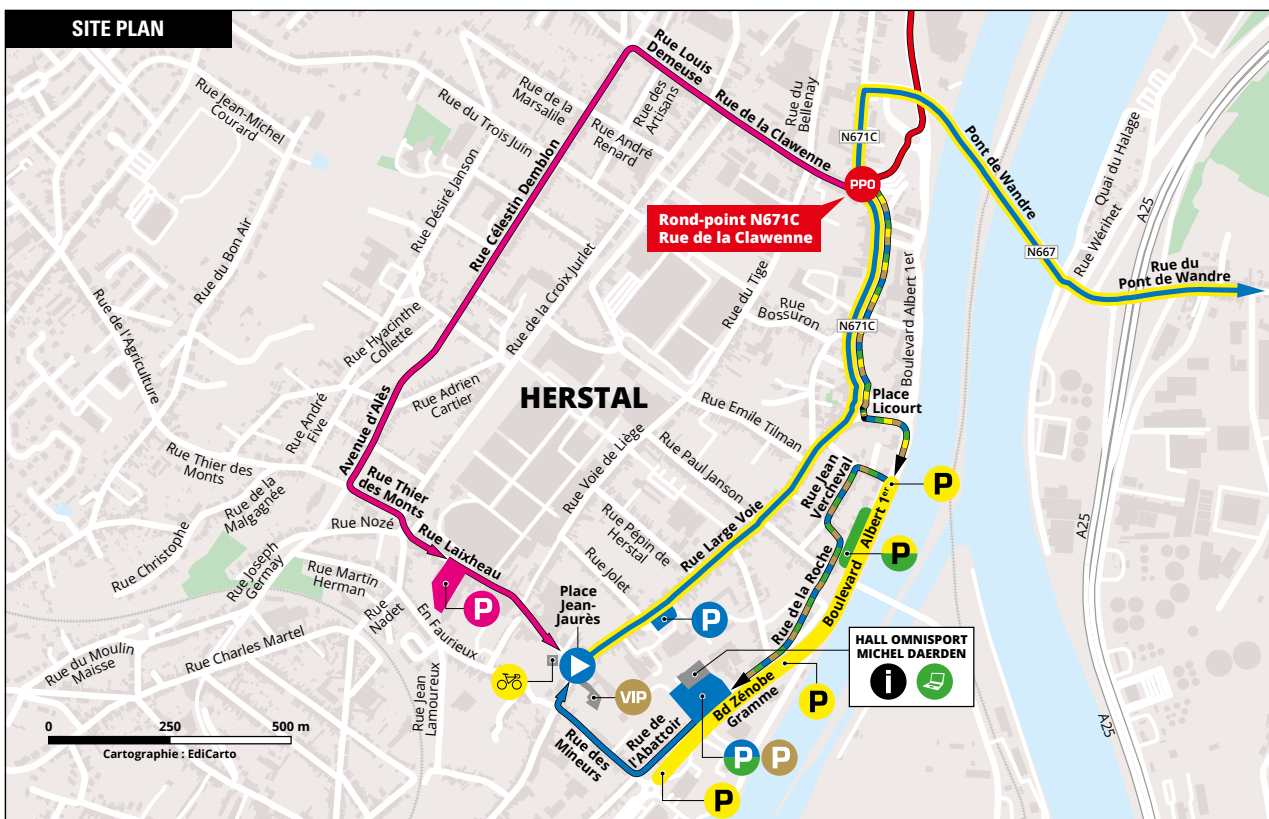 SITE PLAN
Rue Louis
Demeuse
Rue de la Clawenne
Rue des
Artisans
Rue du
Bellenay
Rue de la
Marsalile
Rue du Trois Juin
Rue André
Renard
Rue Jean-Michel
Courard
N671C
Pont de Wandre
Quai du Halage
A25
Rue Wérihet
N667
Rue du
Pont de Wandre
PPO
Rond-point N671C
Rue de la Clawenne
Rue Célestin Demblon
Rue Désiré Janson
Rue du Bon Air
Rue de l'Agriculture
Rue Hyacinthe
Collette
Rue de la Croix Jurlet
Rue du Tige
Rue
Bossuron
N671C
Boulevard Albert 1er
Rue Adrien
Cartier
HERSTAL
Place
Licourt
Rue Emile Tilman
Avenue d'Alès
Rue André
Five
Rue Voie de Liège
Rue Paul Janson
Rue Thier des
Monts
Rue Thier
des Monts
Rue de la
Malgagnée
Rue Jean
Vercheval
P
Rue Nozé
Rue Laixheau
Rue Pépin de
Herstal
Rue Large Voie
Boulevard Albert 1er
P
A25
Rue Christophe
Rue Joseph
Germay
Rue Martin
Herman
Rue Jolet
Rue de la Roche
Rue
Nadet
En Faurieux
P
Place
Jean-
Jaurès
P
HALL OMNISPORT
MICHEL DAERDEN
i
Rue du Moulin
Maisse
Rue Charles Martel
Rue Jean
Lamoureux
VIP
Bd Zénobe
Gramme
P
A25
0 250 500 m
Cartographie : EdiCarto
Rue des
Mineurs
Rue de
l'Abattoir
P
P
P